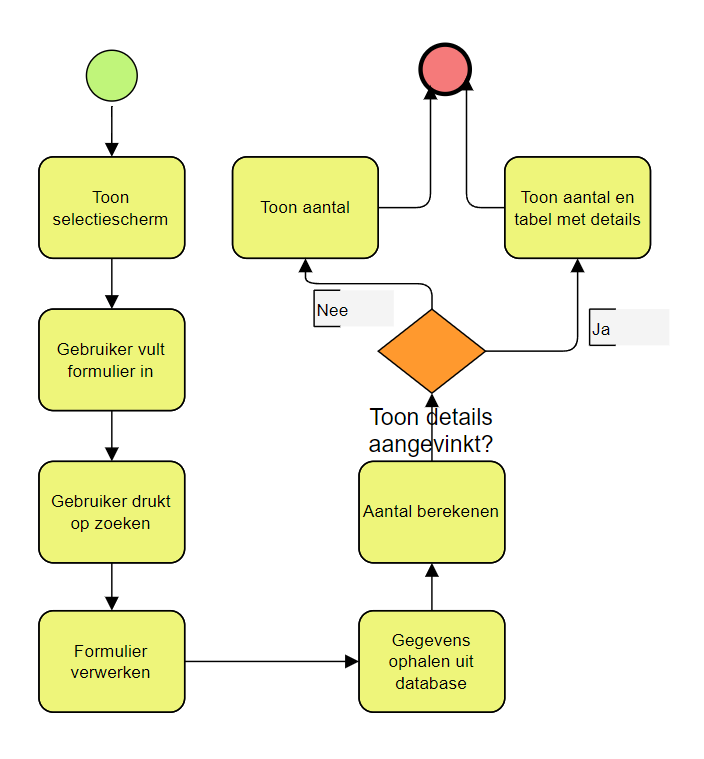 Toon
selectiescherm
Gebruiker vult
formulier in
Gebruiker drukt
op zoeken
Formulier
verwerken
Gegevens
ophalen uit
database
Aantal berekenen
Toon details
aangevinkt?
Nee
Ja
Toon aantal
Toon aantal en
tabel met details